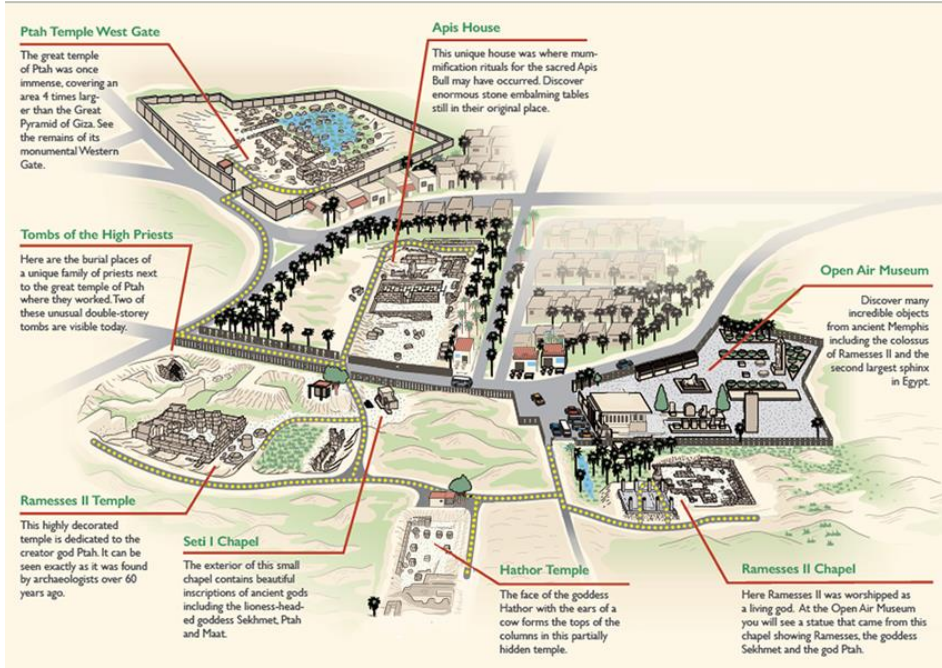 Ptah Temple West Gate
The great temple
of Ptah was once
immense, covering an
area 4 times larg-
er than the Great
Pyramid of Giza. See
the remains of its
monumental Western
Gate.
Apis House
This unique house was where mum-
mification rituals for the sacred Apis
Bull may have occurred. Discover
enormous stone embalming tables
still in their original place.
Tombs of the High Priests
Here are the burial places of
a unique family of priests next
to the great temple of Ptah
where they worked. Two of
these unusual double-storey
tombs are visible today.
Open Air Museum
Discover many
incredible objects
from ancient Memphis
including the colossus
of Ramesses II and the
second largest sphinx
in Egypt.
Ramesses II Temple
This highly decorated
temple is dedicated to the
creator god Ptah. It can be
seen exactly as it was found
by archaeologists over 60
years ago.
Seti I Chapel
The exterior of this small
chapel contains beautiful
inscriptions of ancient gods
including the lioness-head-
ed goddess Sekhmet, Ptah
and Maat.
Hathor Temple
The face of the goddess
Hathor with the ears of a
cow forms the tops of the
columns in this partially
hidden temple.
Ramesses II Chapel
Here Ramesses II was worshipped as
a living god. At the Open Air Museum
you will see a statue that came from this
chapel showing Ramesses, the goddess
Sekhmet and the god Ptah.